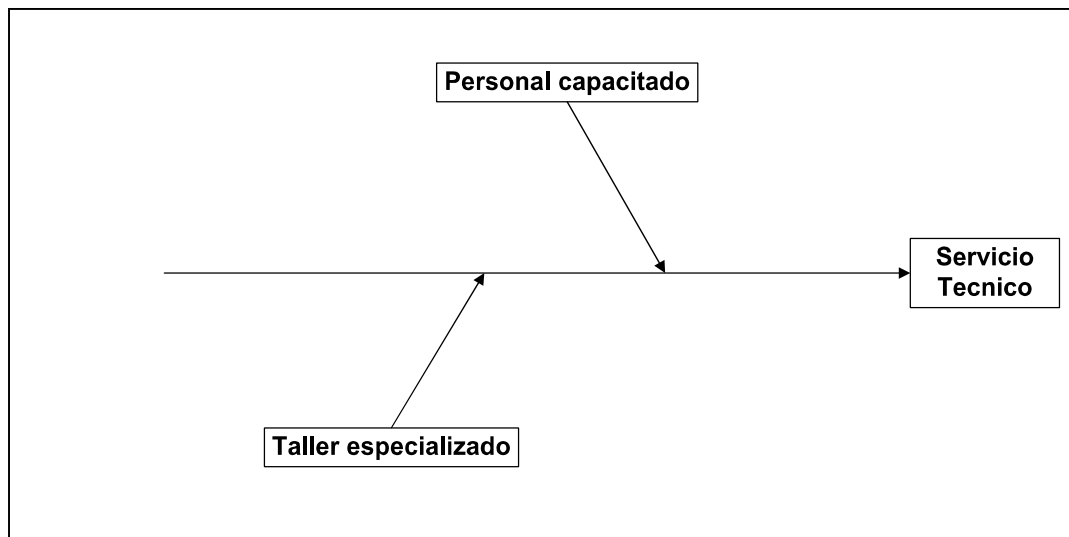 Personal capacitado
Servicio
Tecnico
Taller especializado